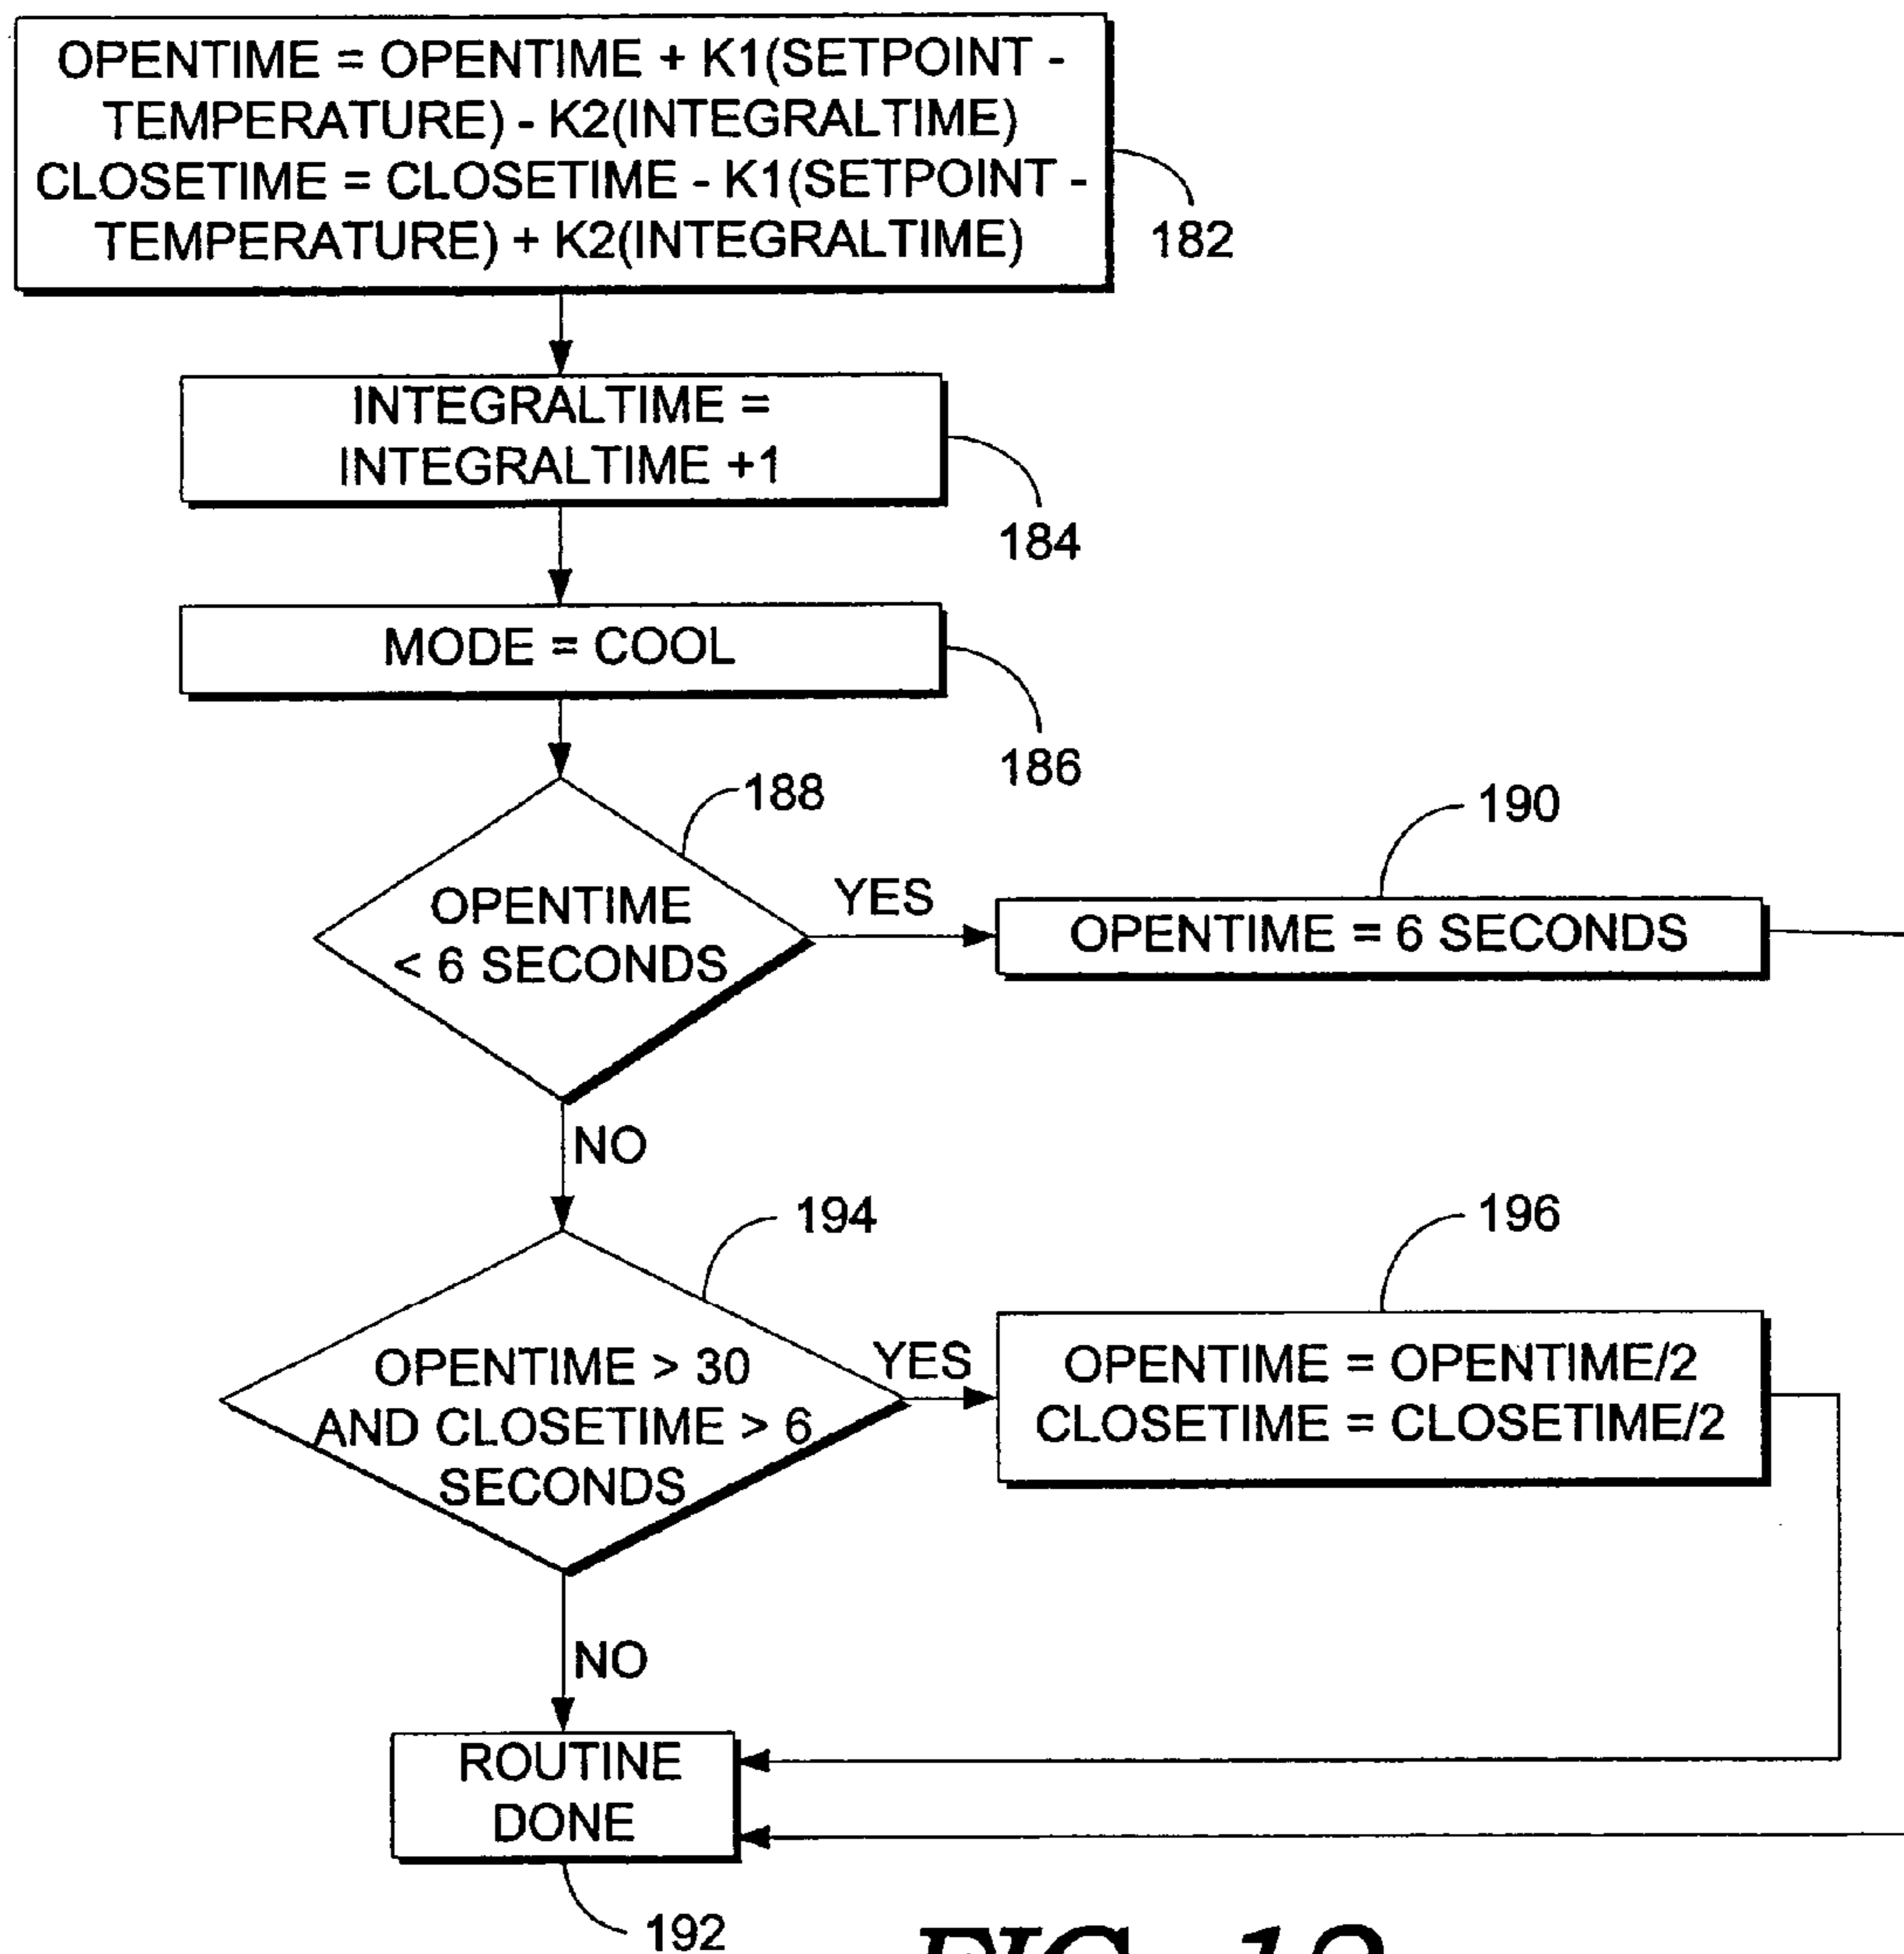 OPENTIME = OPENTIME + K1(SETPOINT -
TEMPERATURE) - K2(INTEGRALTIME)
CLOSETIME = CLOSETIME - K1(SETPOINT -
TEMPERATURE) + K2(INTEGRALTIME)
182
INTEGRALTIME =
INTEGRALTIME +1
184
MODE = COOL
186
188
OPENTIME
< 6 SECONDS
YES
190
OPENTIME = 6 SECONDS
NO
194
OPENTIME > 30
AND CLOSETIME > 6
SECONDS
YES
196
OPENTIME = OPENTIME/2
CLOSETIME = CLOSETIME/2
NO
ROUTINE
DONE
192